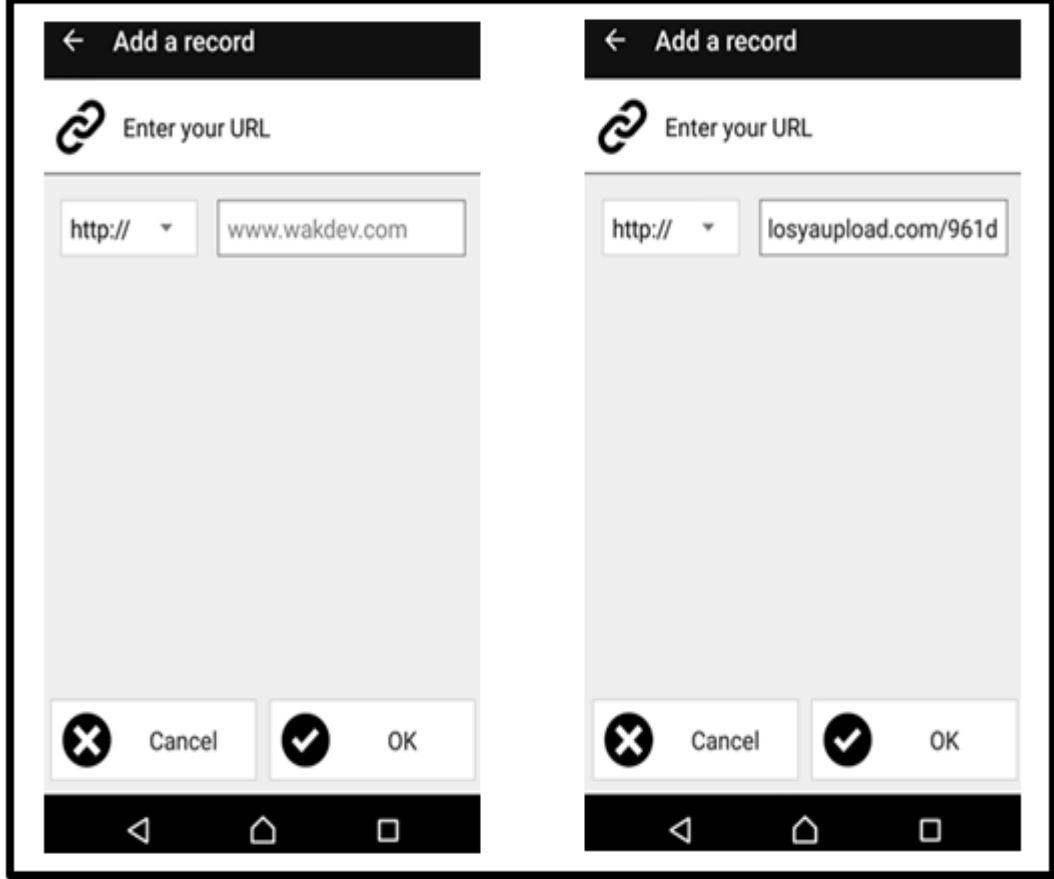 Add a record
Enter your URL
http://
www.wakdev.com
Cancel
OK
Add a record
Enter your URL
http://
losyaupload.com/961d
Cancel
OK